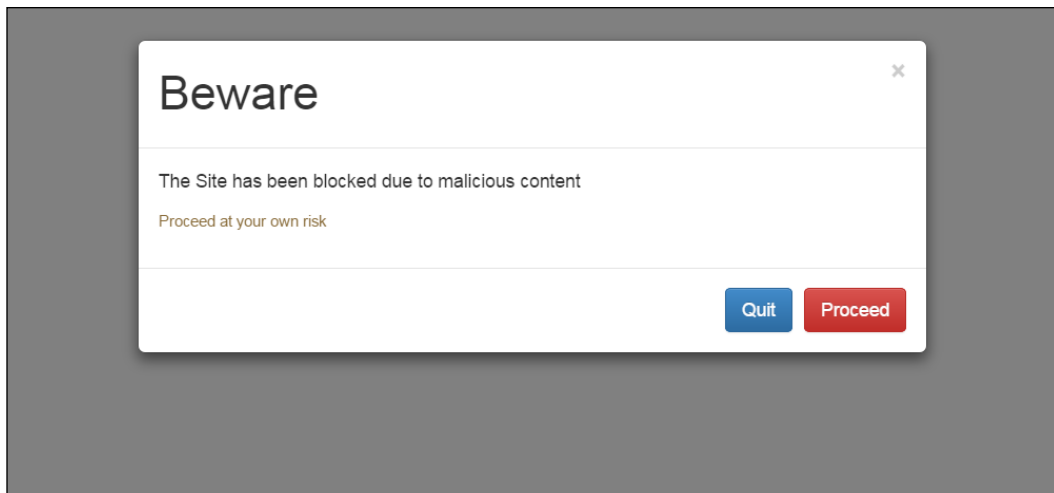 Beware
×
The Site has been blocked due to malicious content
Proceed at your own risk
Quit Proceed